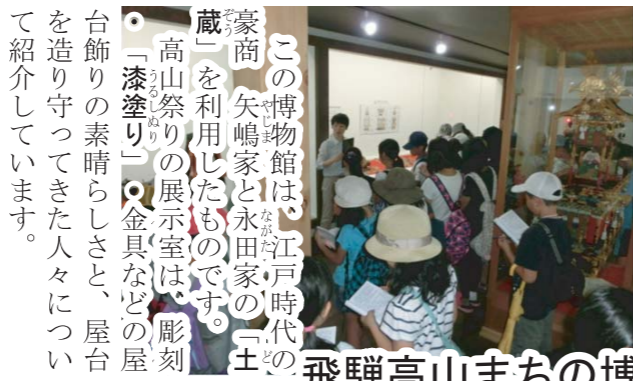 この博物館は、江戸時代の
豪商 矢嶋家と永田家の「土
蔵」を利用したものです。
高山祭りの展示室は、彫刻
・「漆塗り」・金具などの屋
台飾りの素晴らしさと、屋台
を造り守ってきた人々につい
て紹介しています。
飛騨高山まちの博